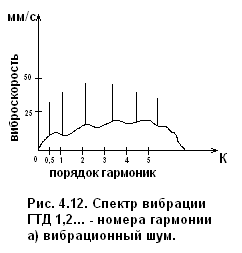 мм/с
виброскорость
50
25
0 0,5 1 2 3 4 5 К
порядок гармоник
Рис. 4.12. Спектр вибрации
ГТД 1,2... - номера гармонии
а) вибрационный шум.